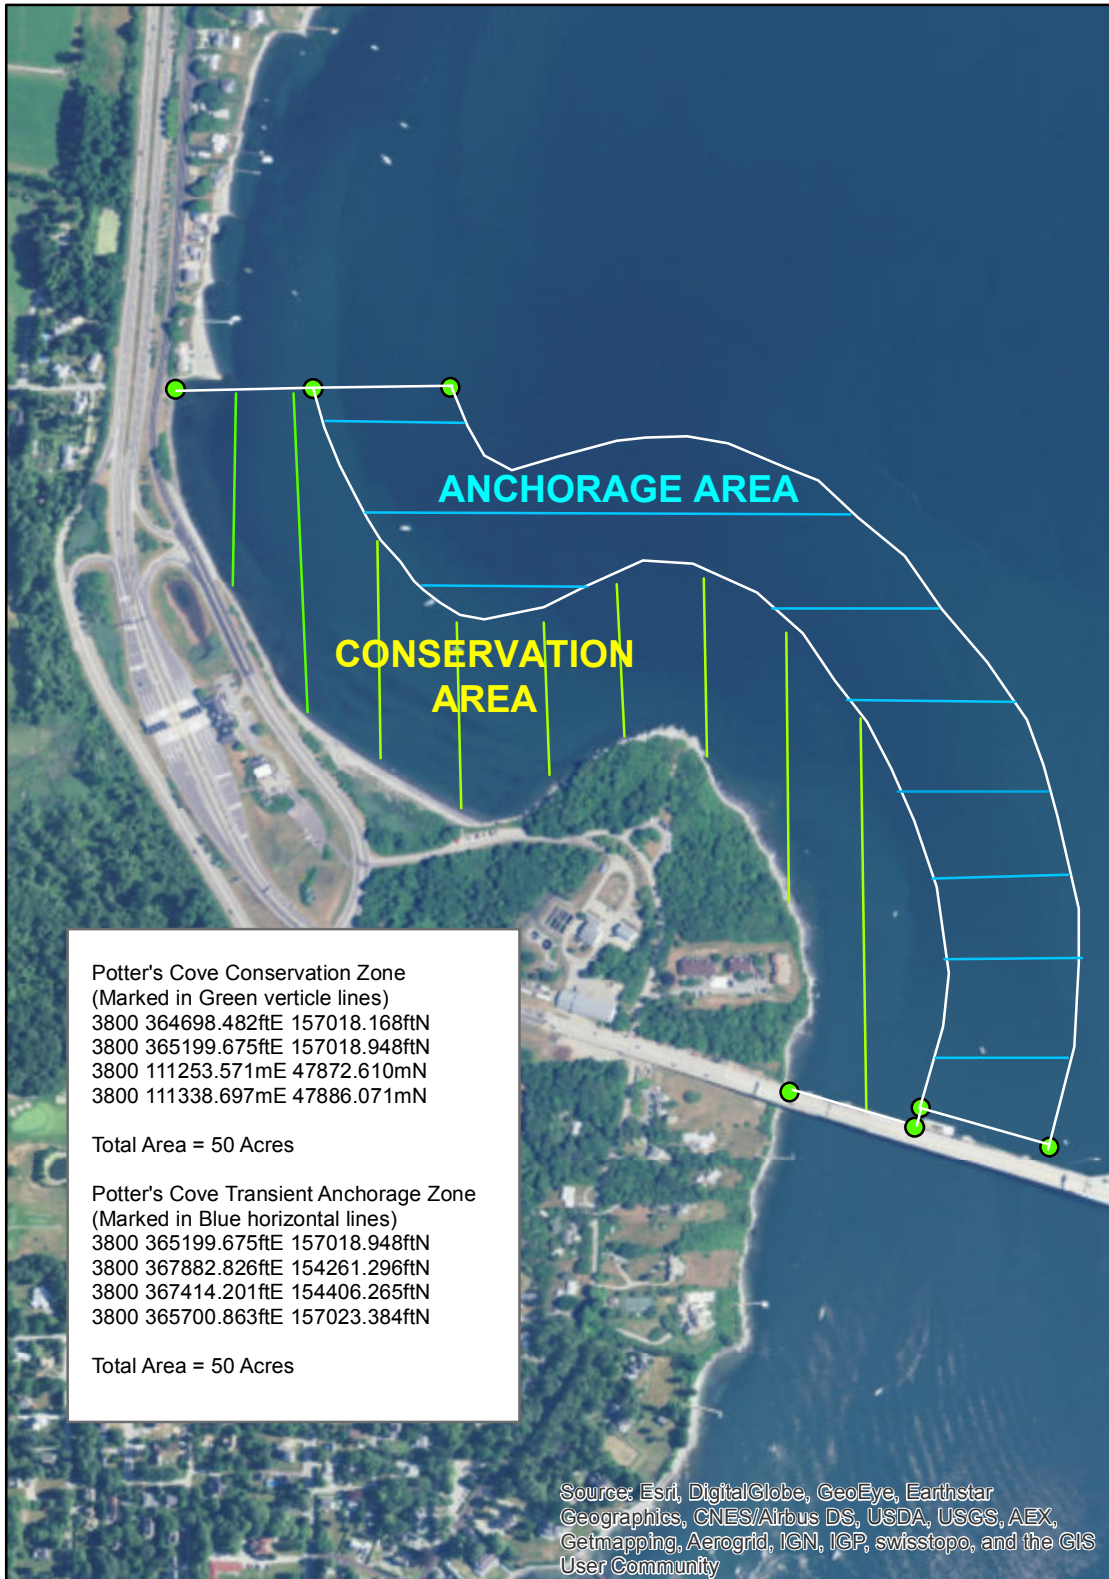 ANCHORAGE AREA
CONSERVATION
AREA
Potter's Cove Conservation Zone
(Marked in Green verticle lines)
3800 364698.482ftE 157018.168ftN
3800 365199.675ftE 157018.948ftN
3800 111253.571mE 47872.610mN
3800 111338.697mE 47886.071mN
Total Area = 50 Acres
Potter's Cove Transient Anchorage Zone
(Marked in Blue horizontal lines)
3800 365199.675ftE 157018.948ftN
3800 367882.826ftE 154261.296ftN
3800 367414.201ftE 154406.265ftN
3800 365700.863ftE 157023.384ftN
Total Area = 50 Acres
Source: Esri, DigitalGlobe, GeoEye, Earthstar
Geographics, CNES/Airbus DS, USDA, USGS, AEX,
Getmapping, Aerogrid, IGN, IGP, swisstopo, and the GIS
User Community